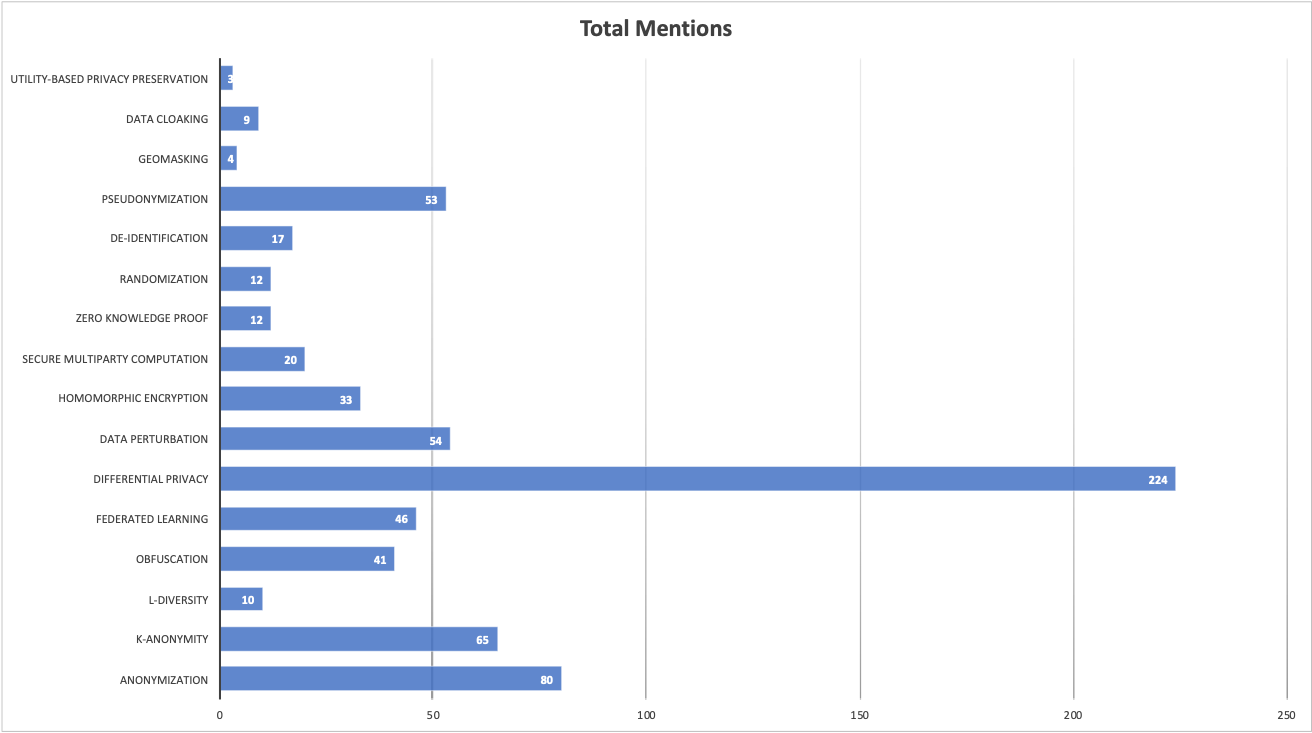 Total Mentions
UTILITY-BASED PRIVACY PRESERVATION 3
DATA CLOAKING 9
GEOMASKING 4
PSEUDONYMIZATION 53
DE-IDENTIFICATION 17
RANDOMIZATION 12
ZERO KNOWLEDGE PROOF 12
SECURE MULTIPARTY COMPUTATION 20
HOMOMORPHIC ENCRYPTION 33
DATA PERTURBATION 54
DIFFERENTIAL PRIVACY 224
FEDERATED LEARNING 46
OBFUSCATION 41
L-DIVERSITY 10
K-ANONYMITY 65
ANONYMIZATION 80
0 50 100 150 200 250